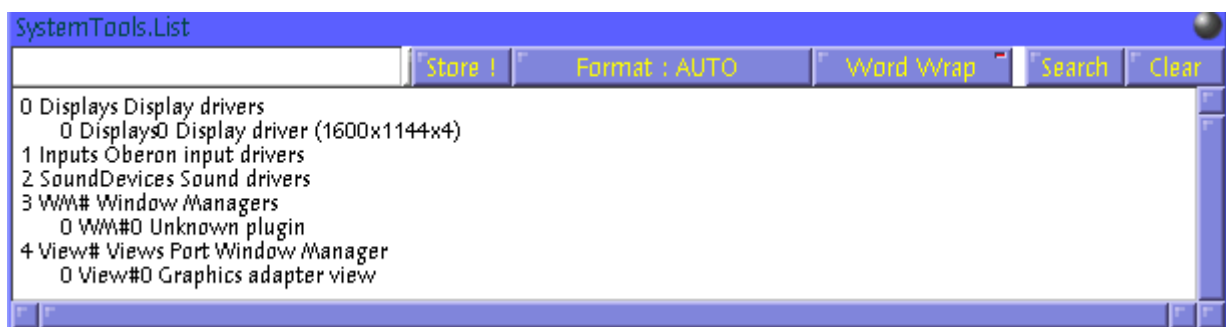 SystemTools.List
Store ! Format : AUTO Word Wrap Search Clear
0 Displays Display drivers
0 Displays0 Display driver (1600x1144x4)
1 Inputs Oberon input drivers
2 SoundDevices Sound drivers
3 WM# Window Managers
0 WM#0 Unknown plugin
4 View# Views Port Window Manager
0 View#0 Graphics adapter view